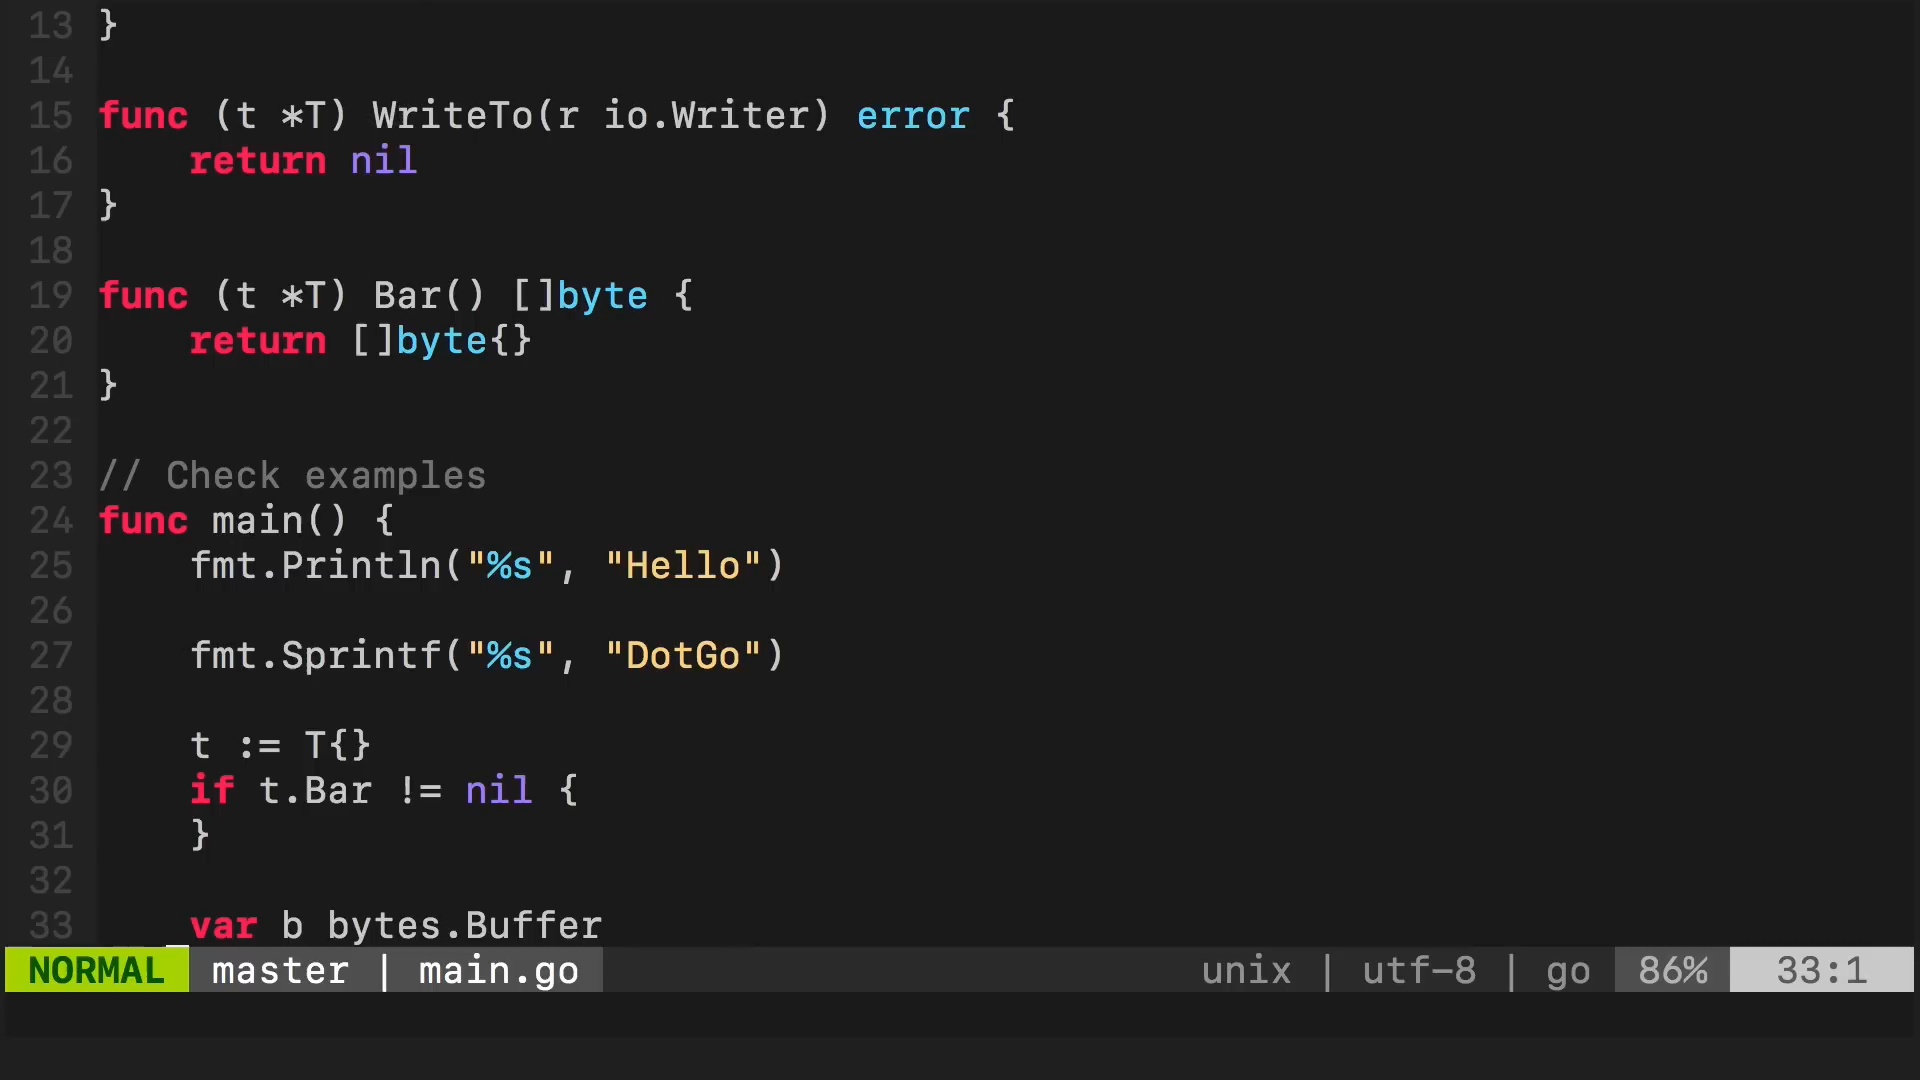 13 }
14
15 func (t *T) WriteTo(r io.Writer) error {
16     return nil
17 }
18
19 func (t *T) Bar() []byte {
20     return []byte{}
21 }
22
23 // Check examples
24 func main() {
25     fmt.Println("%s", "Hello")
26
27     fmt.Sprintf("%s", "DotGo")
28
29     t := T{}
30     if t.Bar != nil {
31     }
32
33     var b bytes.Buffer
NORMAL master | main.go unix | utf-8 | go 86% 33:1